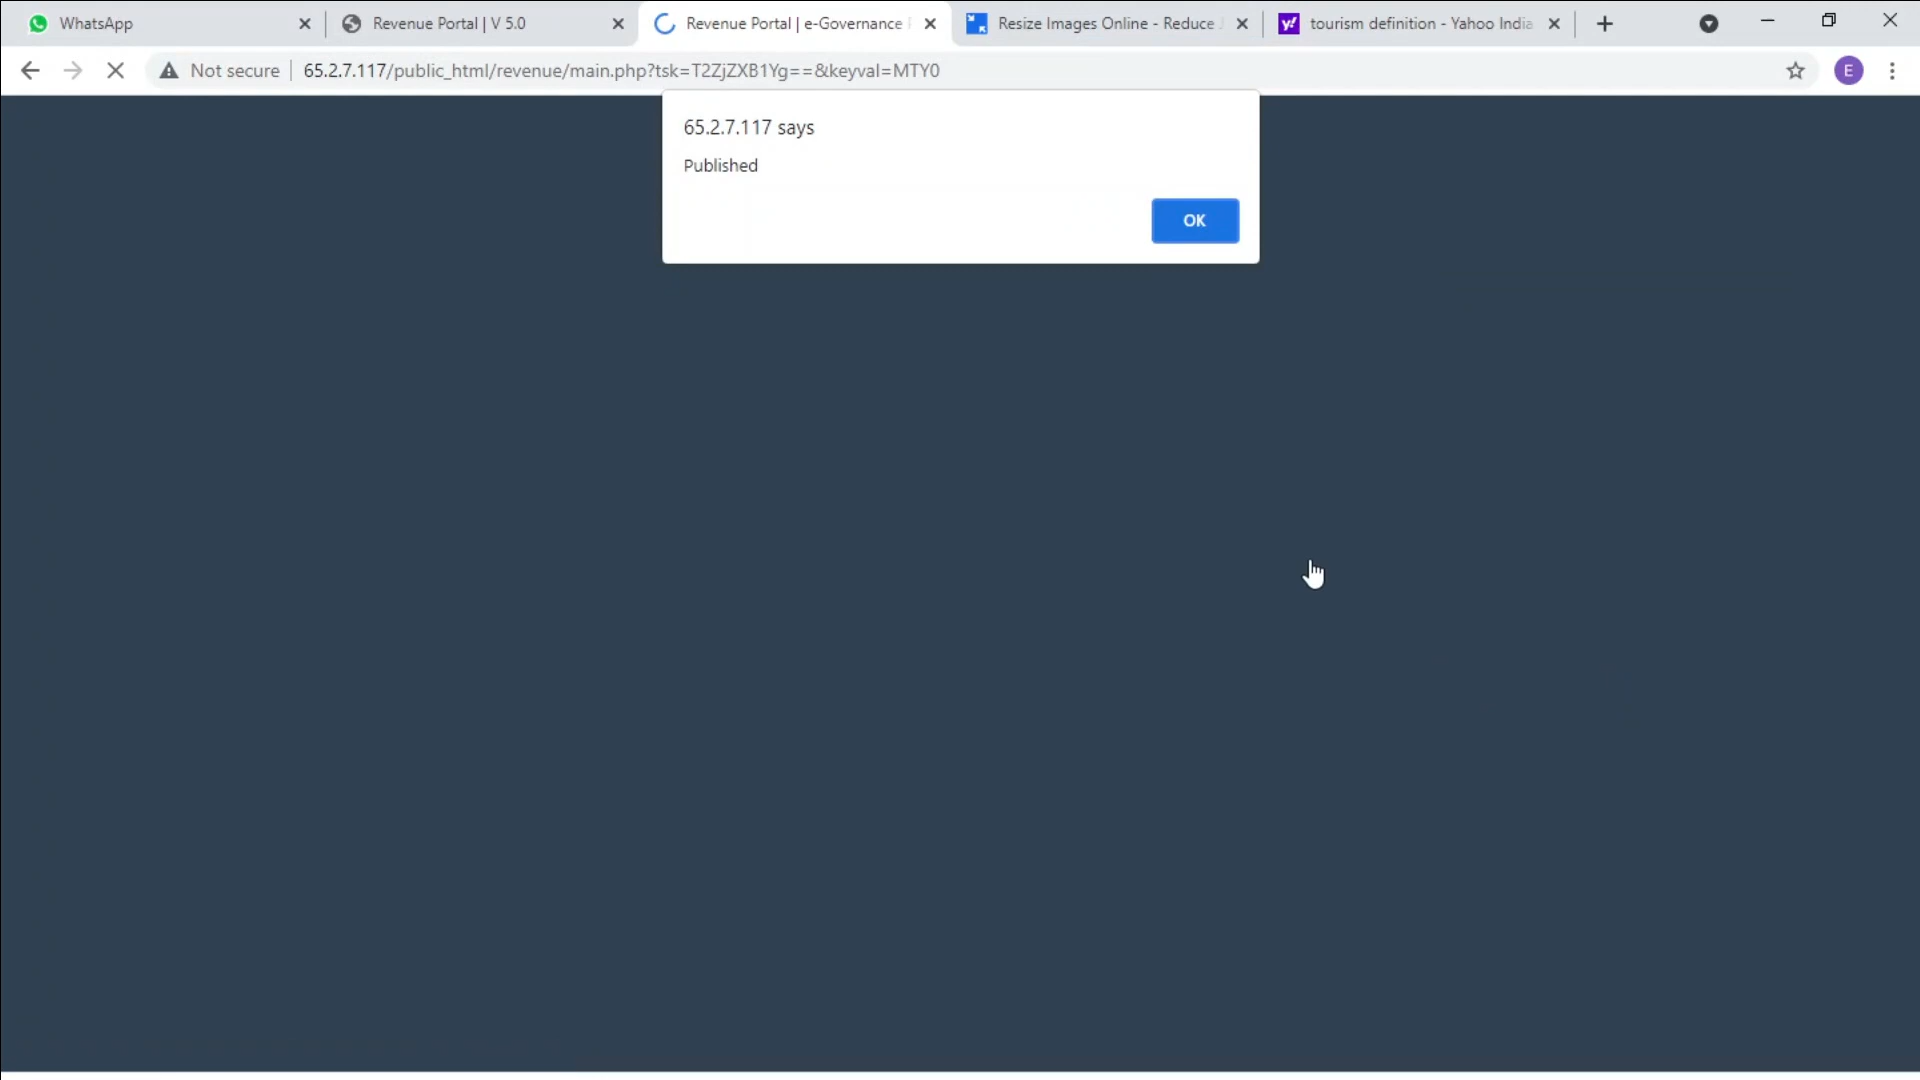 WhatsApp
Revenue Portal | V 5.0
Revenue Portal | e-Governance
Resize Images Online - Reduce
tourism definition - Yahoo India
Not secure
65.2.7.117/public_html/revenue/main.php?tsk=T2ZjZXB1Yg==&keyval=MTY0
E
65.2.7.117 says
Published
OK